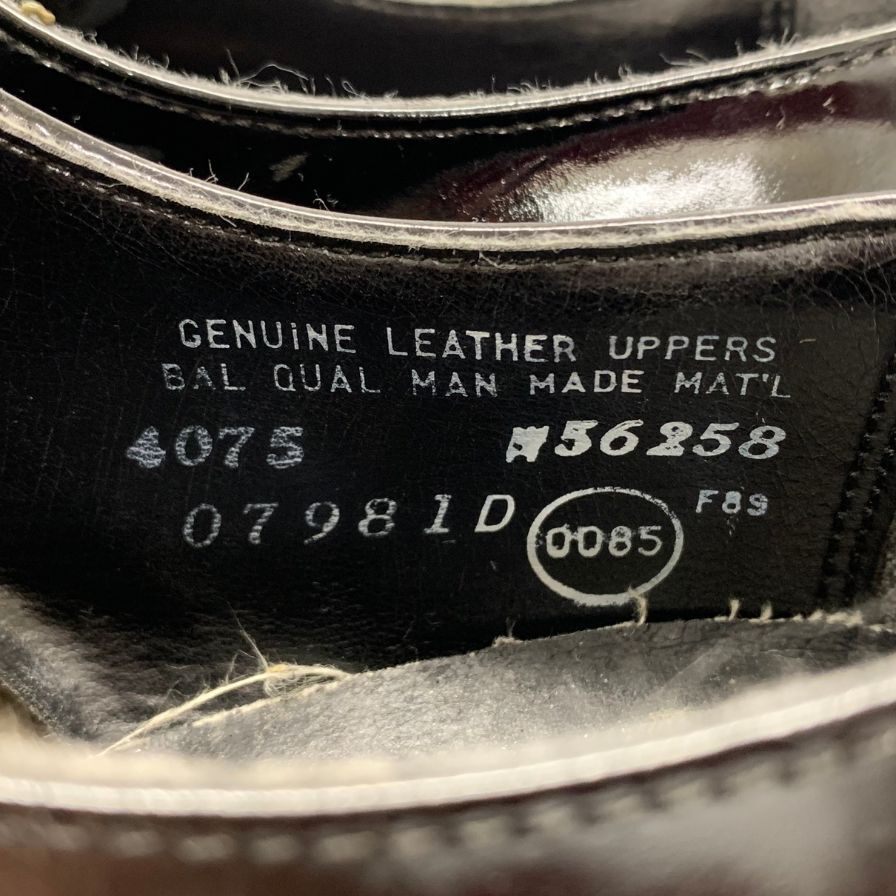 GENUiNE LEATHER UPPERS
BAL QUAL MAN MADE MAT'L
4075 56258
07981D 0085 F89